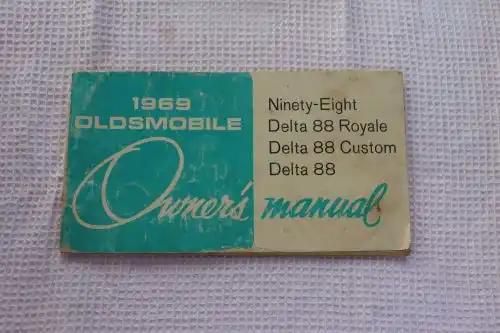 1969
OLDSMOBILE
Ninety-Eight
Delta 88 Royale
Delta 88 Custom
Delta 88
Owner's manual